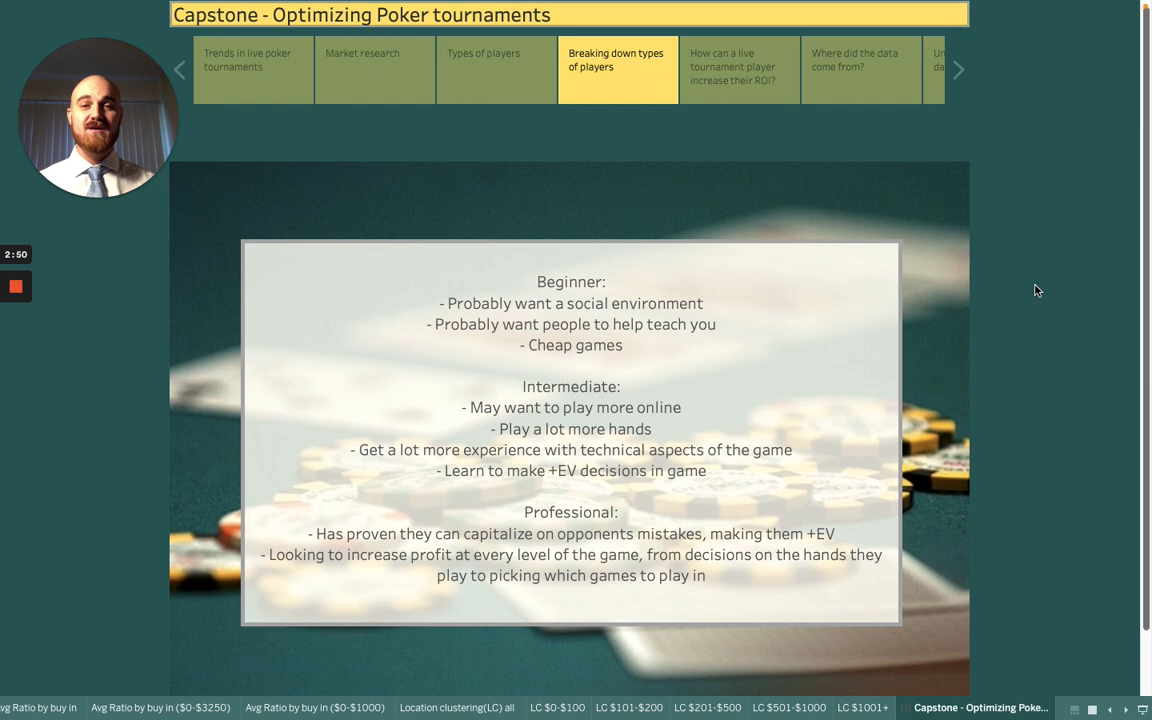 Capstone - Optimizing Poker tournaments
Trends in live poker
tournaments
Market research
Types of players
Breaking down types
of players
How can a live
tournament player
increase their ROI?
Where did the data
come from?
Un
da
2:50
Beginner:
- Probably want a social environment
- Probably want people to help teach you
- Cheap games
Intermediate:
- May want to play more online
- Play a lot more hands
- Get a lot more experience with technical aspects of the game
- Learn to make +EV decisions in game
Professional:
- Has proven they can capitalize on opponents mistakes, making them +EV
- Looking to increase profit at every level of the game, from decisions on the hands they
play to picking which games to play in
vg Ratio by buy in
Avg Ratio by buy in ($0-$3250)
Avg Ratio by buy in ($0-$1000)
Location clustering(LC) all
LC $0-$100
LC $101-$200
LC $201-$500
LC $501-$1000
LC $1001+
Capstone - Optimizing Poke...